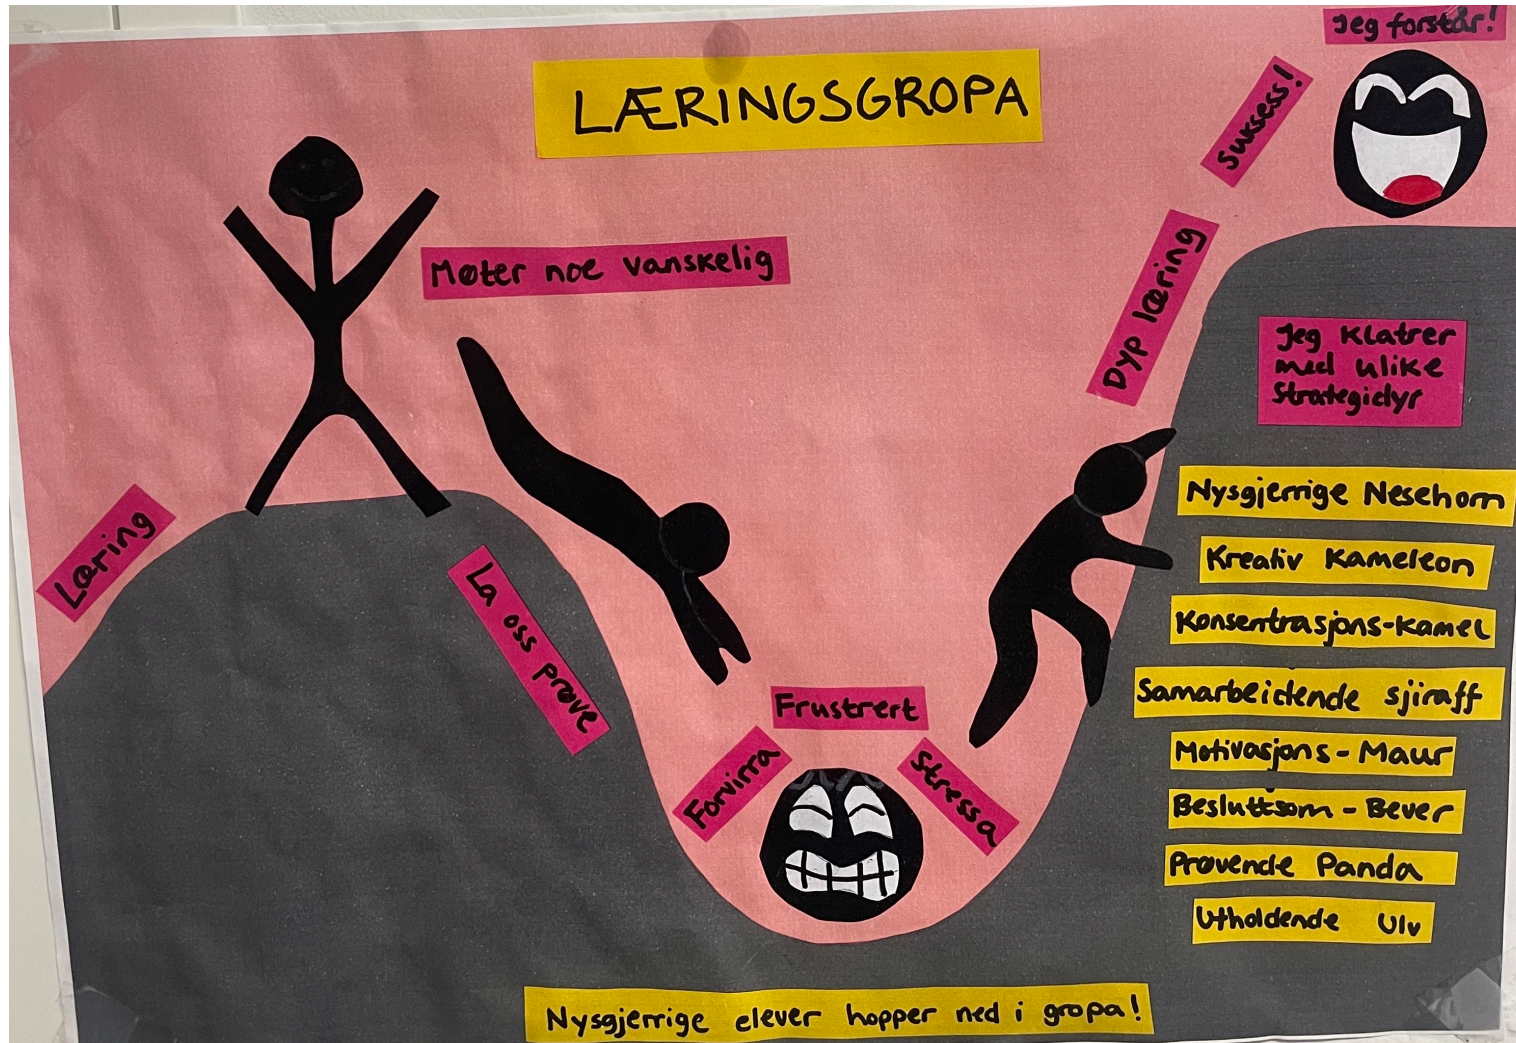 Jeg forstår!
LÆRINGSGROPA
suksess!
Møter noe vanskelig
Dyp læring
Jeg klatrer
med ulike
Strategidyr
Læring
La oss prøve
Nysgjerrige Nesehorn
Kreativ Kameleon
Konsentrasjons-Kamel
Samarbeidende sjiraff
Frustrert
Forvirra
Stressa
Motivasjons-Maur
Besluttsom-Bever
Prøvende Panda
Utholdende Ulv
Nysgjerrige elever hopper ned i gropa!